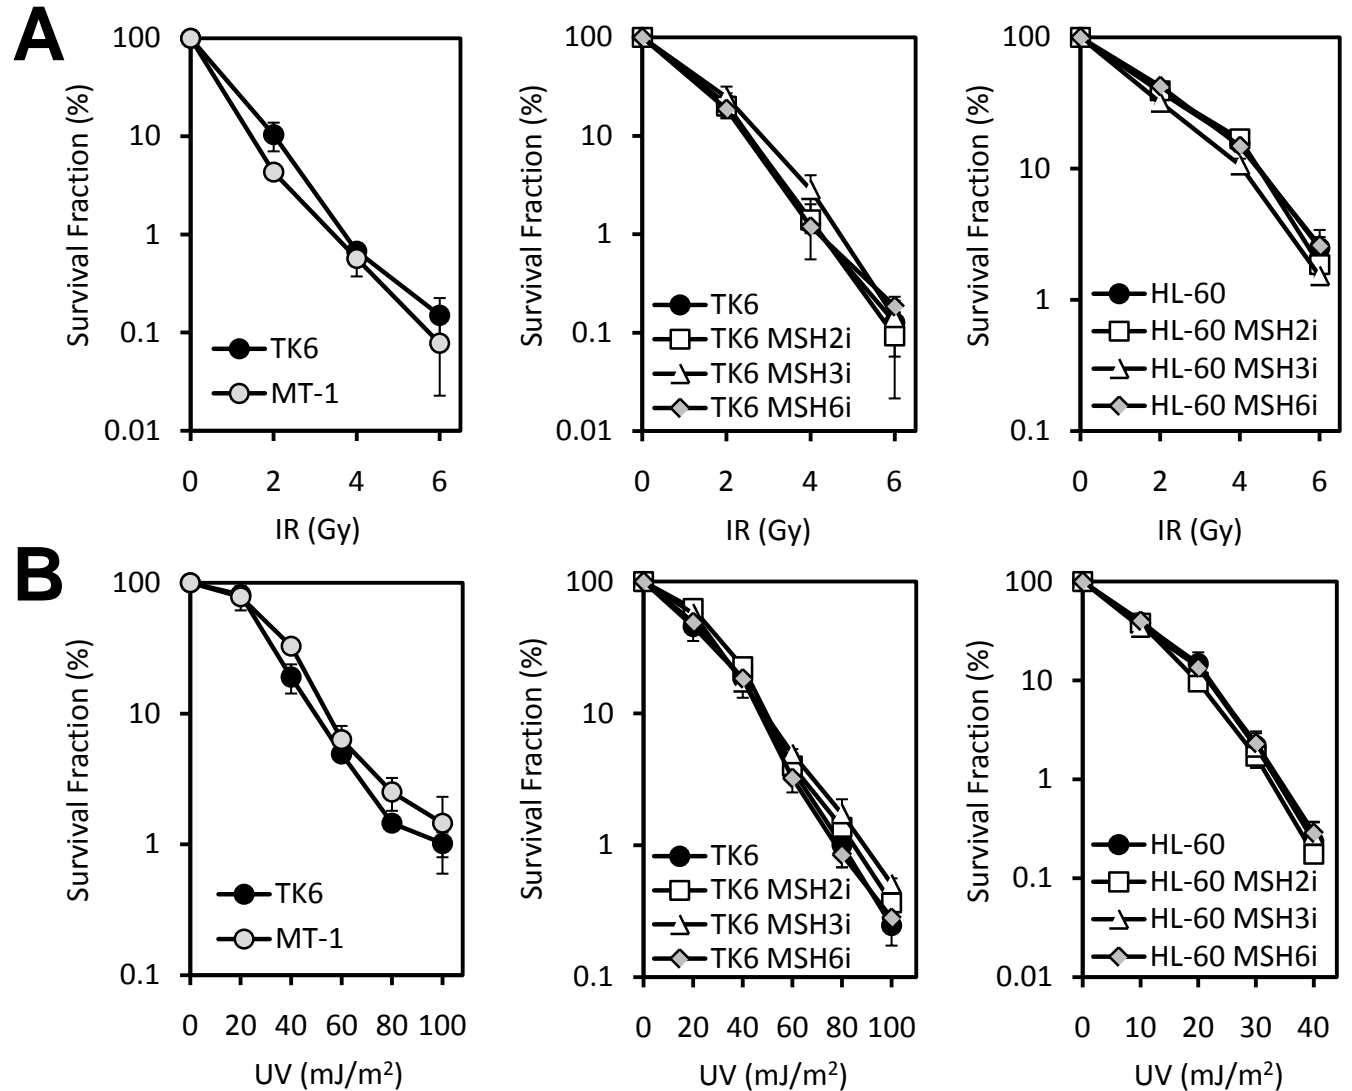 A
Survival Fraction (%)
100
10
1
0.1
0.01
TK6
MT-1
0 2 4 6
IR (Gy)
Survival Fraction (%)
100
10
1
0.1
0.01
TK6
TK6 MSH2i
TK6 MSH3i
TK6 MSH6i
0 2 4 6
IR (Gy)
Survival Fraction (%)
100
10
1
0.1
HL-60
HL-60 MSH2i
HL-60 MSH3i
HL-60 MSH6i
0 2 4 6
IR (Gy)
B
Survival Fraction (%)
100
10
1
0.1
TK6
MT-1
0 20 40 60 80 100
UV (mJ/m²)
Survival Fraction (%)
100
10
1
0.1
TK6
TK6 MSH2i
TK6 MSH3i
TK6 MSH6i
0 20 40 60 80 100
UV (mJ/m²)
Survival Fraction (%)
100
10
1
0.1
0.01
HL-60
HL-60 MSH2i
HL-60 MSH3i
HL-60 MSH6i
0 10 20 30 40
UV (mJ/m²)